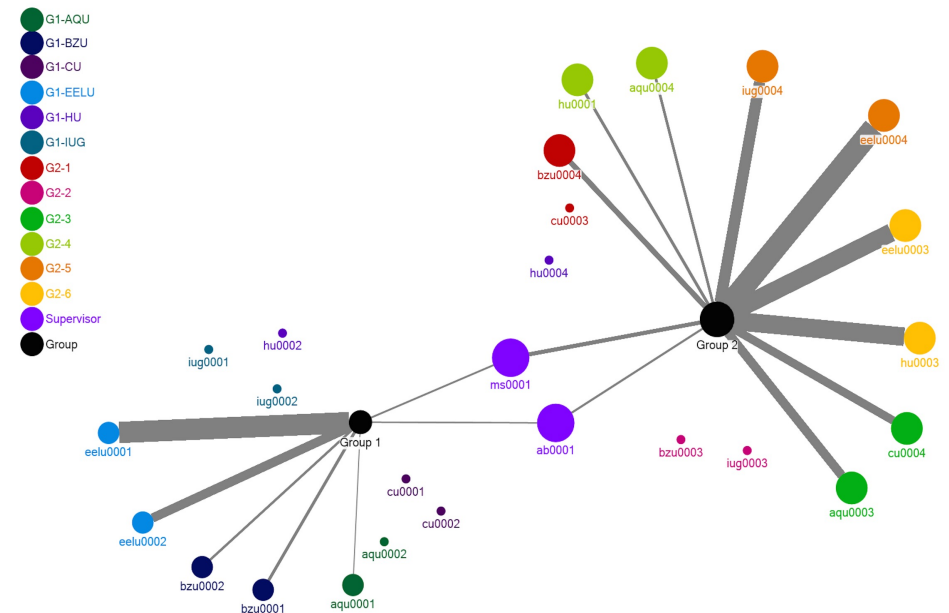 G1-AQU
G1-BZU
G1-CU
G1-EELU
G1-HU
G1-IUG
G2-1
G2-2
G2-3
G2-4
G2-5
G2-6
Supervisor
Group
hu0001
aqu0004
iug0004
eelu0004
bzu0004
cu0003
eelu0003
hu0004
Group 2
hu0003
hu0002
iug0001
ms0001
iug0002
Group 1
ab0001
eelu0001
bzu0003
iug0003
cu0004
cu0001
cu0002
aqu0003
eelu0002
aqu0002
bzu0002
bzu0001
aqu0001